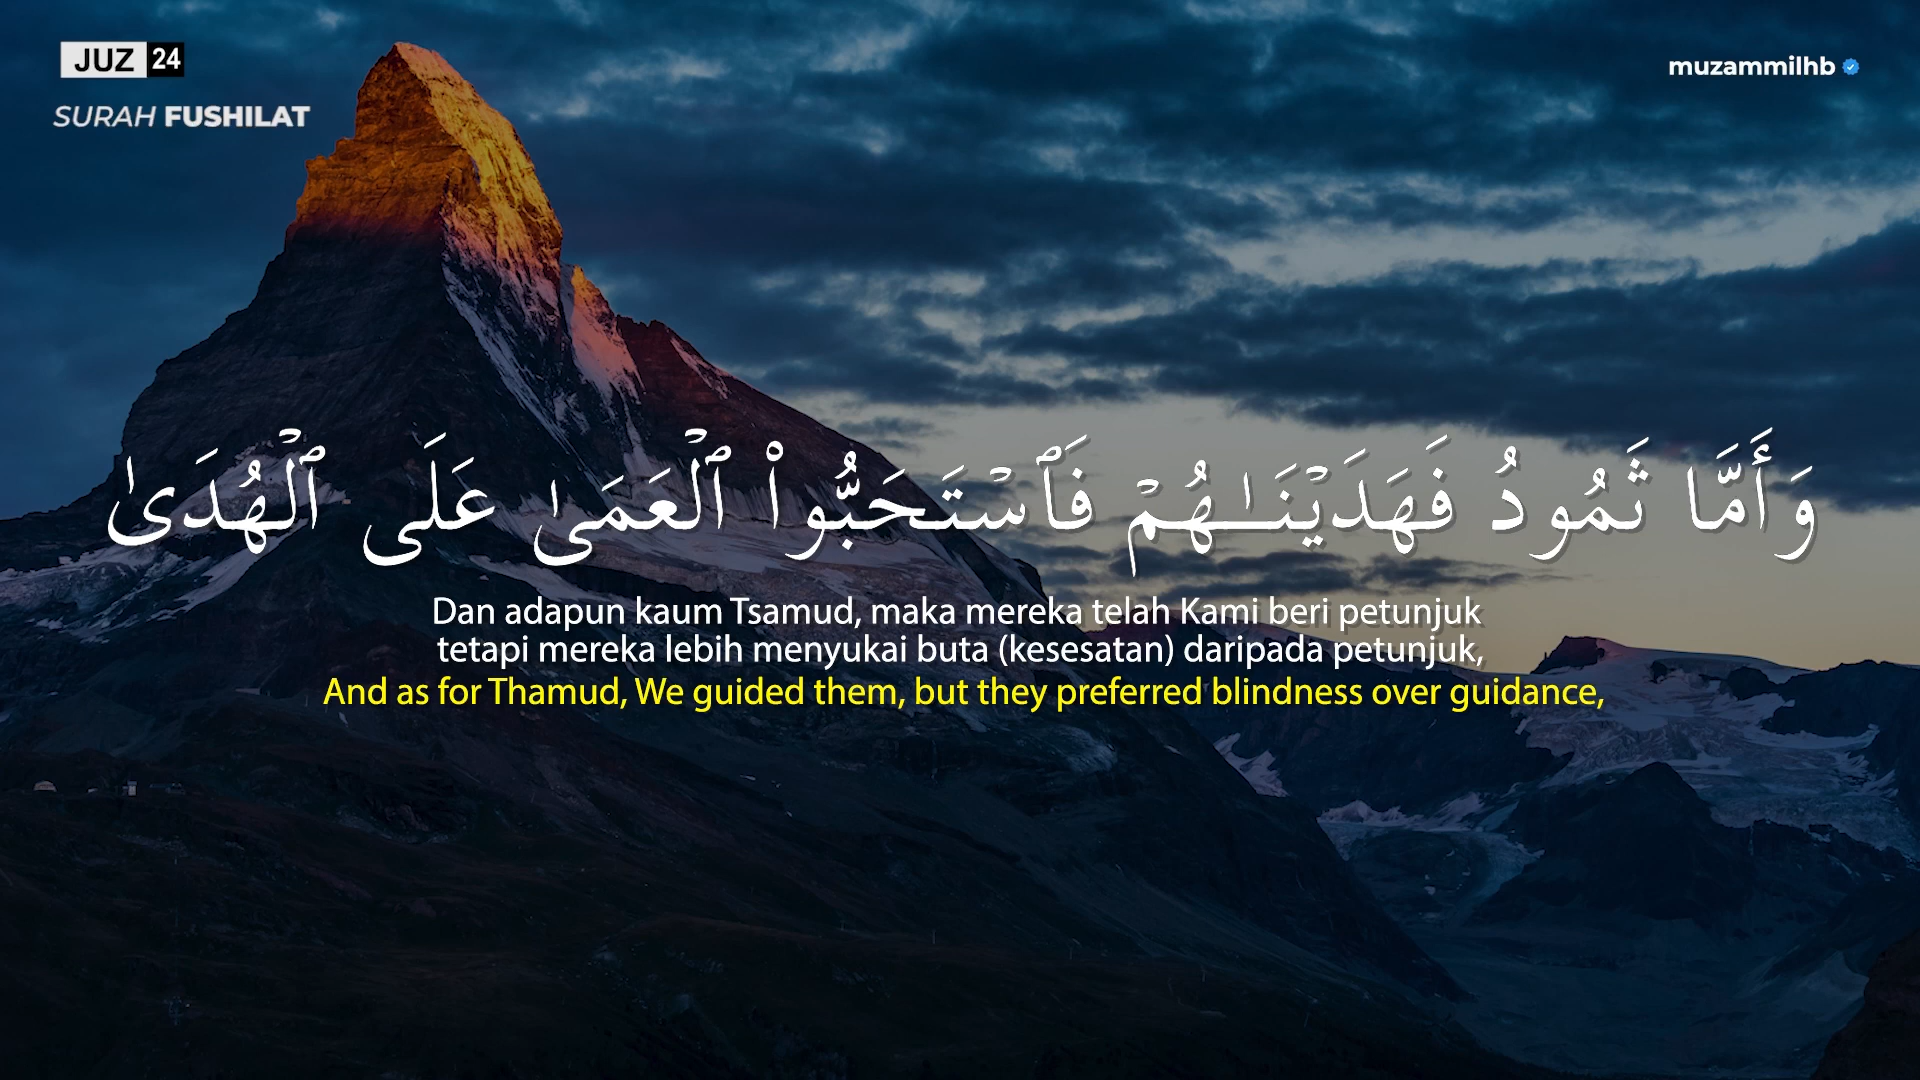 JUZ 24
muzammilhb
SURAH FUSHILAT
وَأَمَّا ثَمُودُ فَهَدَيْنَـٰهُمْ فَٱسْتَحَبُّوا۟ ٱلْعَمَىٰ عَلَى ٱلْهُدَىٰ
Dan adapun kaum Tsamud, maka mereka telah Kami beri petunjuk
tetapi mereka lebih menyukai buta (kesesatan) daripada petunjuk,
And as for Thamud, We guided them, but they preferred blindness over guidance,